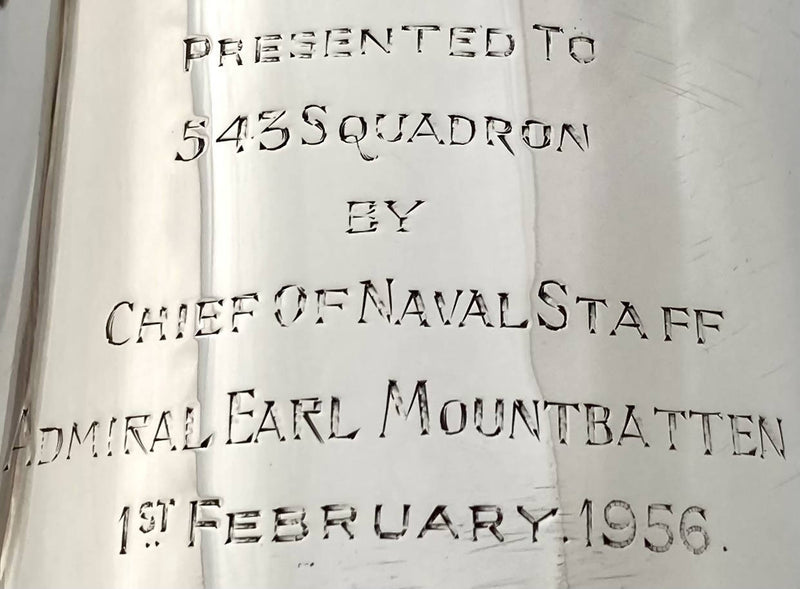 PRESENTED TO
543 SQUADRON
BY
CHIEF OF NAVAL STAFF
ADMIRAL EARL MOUNTBATTEN
1ST FEBRUARY. 1956.